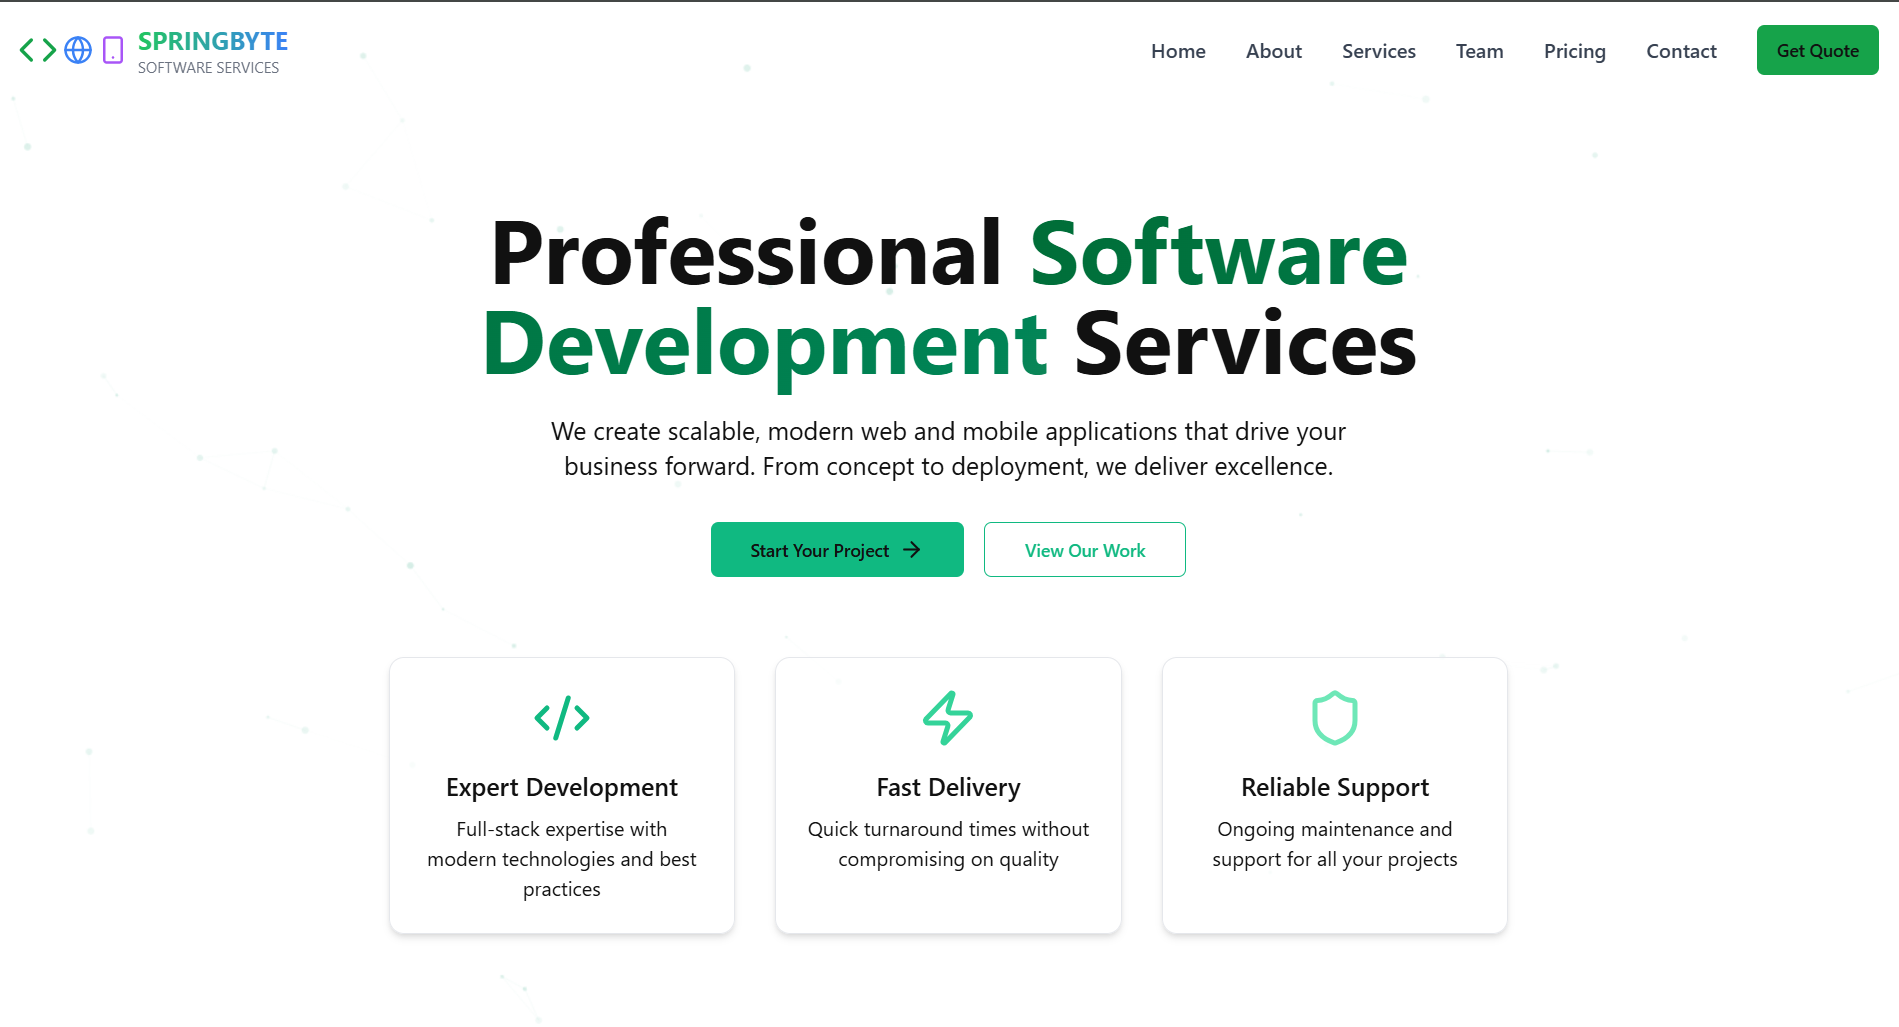 SPRINGBYTE
SOFTWARE SERVICES
Home
About
Services
Team
Pricing
Contact
Get Quote
Professional Software
Development Services
We create scalable, modern web and mobile applications that drive your
business forward. From concept to deployment, we deliver excellence.
Start Your Project
View Our Work
Expert Development
Full-stack expertise with
modern technologies and best
practices
Fast Delivery
Quick turnaround times without
compromising on quality
Reliable Support
Ongoing maintenance and
support for all your projects